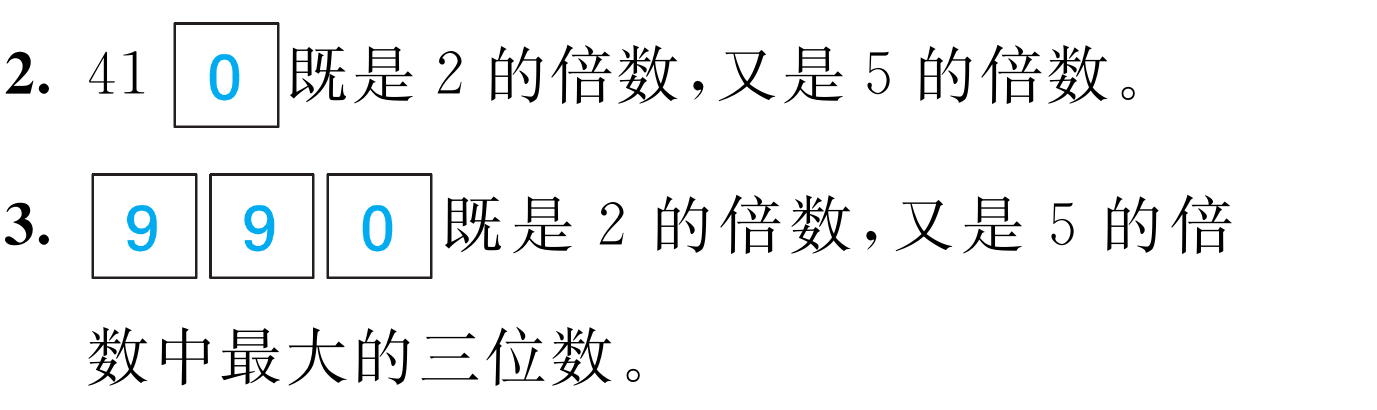 2. 41 0 既是 2 的倍数,又是 5 的倍数。
3. 9 9 0 既是 2 的倍数,又是 5 的倍
数中最大的三位数。